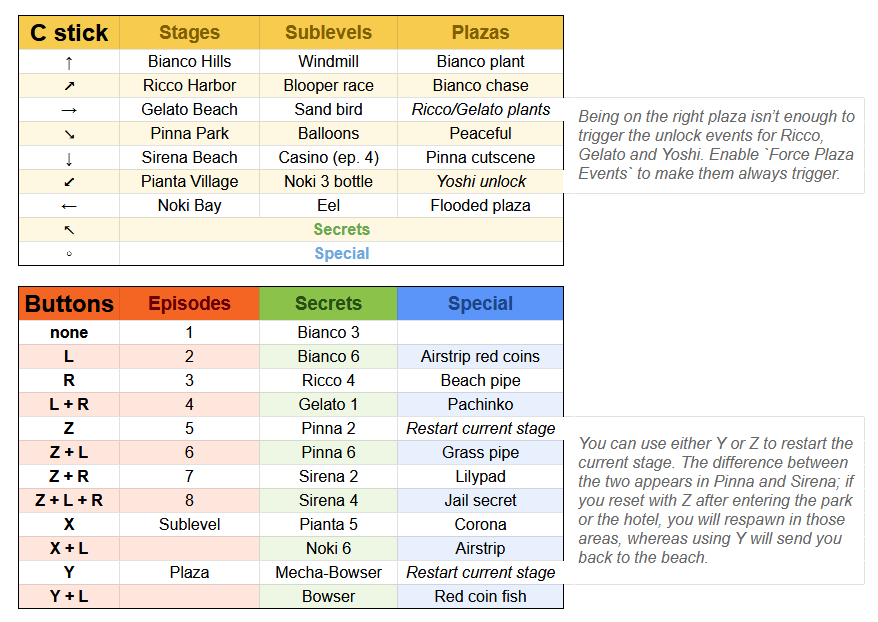 C stick Stages Sublevels Plazas
↑ Bianco Hills Windmill Bianco plant
↗ Ricco Harbor Blooper race Bianco chase
→ Gelato Beach Sand bird Ricco/Gelato plants
↘ Pinna Park Balloons Peaceful
↓ Sirena Beach Casino (ep. 4) Pinna cutscene
↙ Pianta Village Noki 3 bottle Yoshi unlock
← Noki Bay Eel Flooded plaza
↖ Secrets
◦ Special
Being on the right plaza isn't enough to
trigger the unlock events for Ricco,
Gelato and Yoshi. Enable `Force Plaza
Events` to make them always trigger.
Buttons Episodes Secrets Special
none 1 Bianco 3
L 2 Bianco 6 Airstrip red coins
R 3 Ricco 4 Beach pipe
L + R 4 Gelato 1 Pachinko
Z 5 Pinna 2 Restart current stage
Z + L 6 Pinna 6 Grass pipe
Z + R 7 Sirena 2 Lilypad
Z + L + R 8 Sirena 4 Jail secret
X Sublevel Pianta 5 Corona
X + L Noki 6 Airstrip
Y Plaza Mecha-Bowser Restart current stage
Y + L Bowser Red coin fish
You can use either Y or Z to restart the
current stage. The difference between
the two appears in Pinna and Sirena; if
you reset with Z after entering the park
or the hotel, you will respawn in those
areas, whereas using Y will send you
back to the beach.